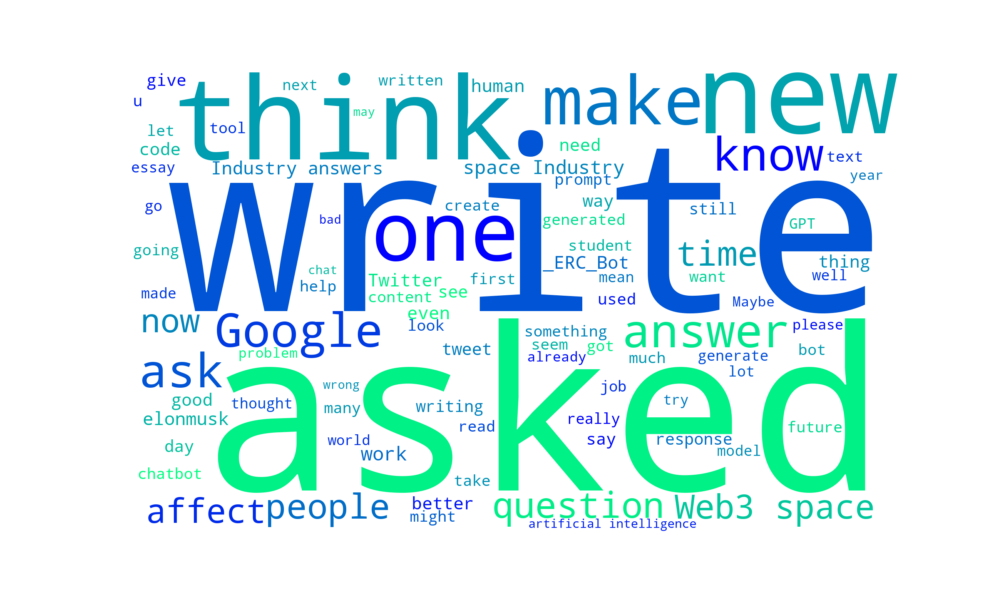 give
next
written
human
think
make
new
u
may
tool
let
code
need
know
text
essay
Industry answers
space Industry
year
prompt
write
go
create
way
still
bad
one
generated
GPT
going
student
time
_ERC_Bot
thing
chat
Twitter
first
mean
want
well
help
made
content
see
used
Maybe
even
now
Google
look
something
answer
please
problem
tweet
seem
got
already
much
generate
bot
ask
lot
wrong
job
good
thought
many
writing
try
elonmusk
asked
read
really
future
world
say
response
day
work
model
chatbot
take
affect
people
better
question
Web3 space
might
artificial intelligence